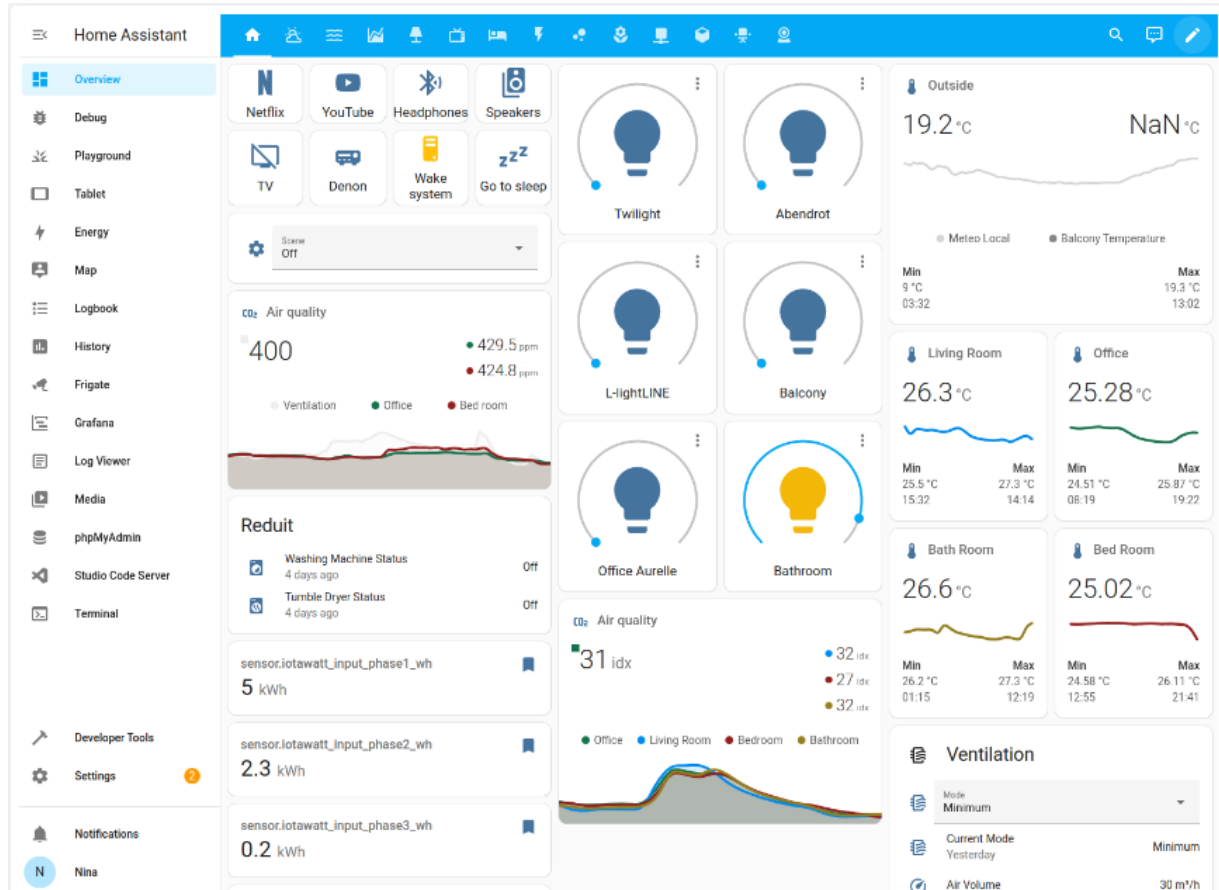 Home Assistant
Overview
Debug
Playground
Tablet
Energy
Map
Logbook
History
Frigate
Grafana
Log Viewer
Media
phpMyAdmin
Studio Code Server
Terminal
Developer Tools
Settings 2
Notifications
N Nina
Netflix YouTube Headphones Speakers
TV Denon Wake system Go to sleep
Scene
Off
CO₂ Air quality
400
429.5 ppm
424.8 ppm
Ventilation Office Bed room
Reduit
Washing Machine Status Off
4 days ago
Tumble Dryer Status Off
4 days ago
sensor.iotawatt_input_phase1_wh
5 kWh
sensor.iotawatt_input_phase2_wh
2.3 kWh
sensor.iotawatt_input_phase3_wh
0.2 kWh
Twilight Abendrot
L-lightLINE Balcony
Office Aurelle Bathroom
CO₂ Air quality
31 idx
32 idx
27 idx
32 idx
Office Living Room Bedroom Bathroom
Outside
19.2 °C NaN °C
Meteo Local Balcony Temperature
Min Max
9 °C 19.3 °C
03:32 13:02
Living Room
26.3 °C
Min Max
25.5 °C 27.3 °C
15:32 14:14
Office
25.28 °C
Min Max
24.51 °C 25.87 °C
08:19 19:22
Bath Room
26.6 °C
Min Max
26.2 °C 27.3 °C
01:15 12:19
Bed Room
25.02 °C
Min Max
24.58 °C 26.11 °C
12:55 21:41
Ventilation
Mode
Minimum
Current Mode Minimum
Yesterday
Air Volume 30 m³/h